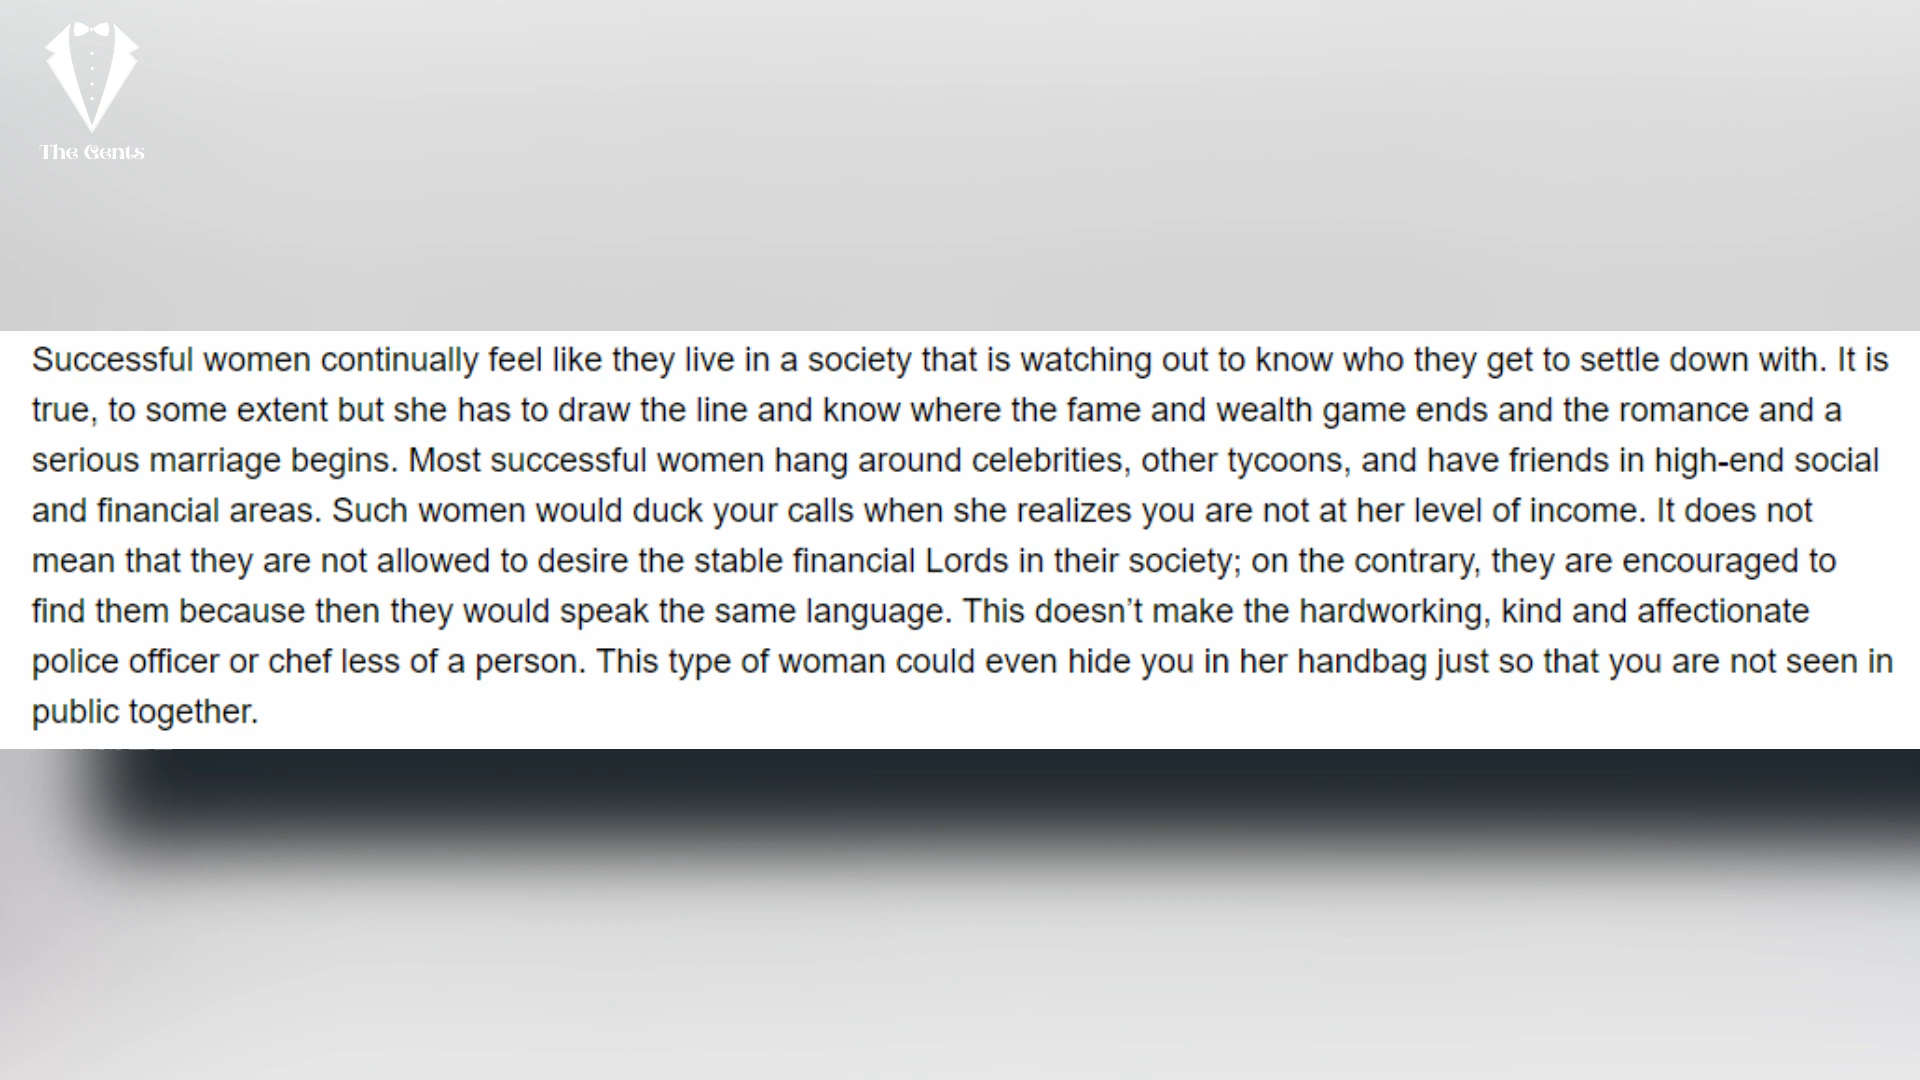 The Gents
Successful women continually feel like they live in a society that is watching out to know who they get to settle down with. It is
true, to some extent but she has to draw the line and know where the fame and wealth game ends and the romance and a
serious marriage begins. Most successful women hang around celebrities, other tycoons, and have friends in high-end social
and financial areas. Such women would duck your calls when she realizes you are not at her level of income. It does not
mean that they are not allowed to desire the stable financial Lords in their society; on the contrary, they are encouraged to
find them because then they would speak the same language. This doesn’t make the hardworking, kind and affectionate
police officer or chef less of a person. This type of woman could even hide you in her handbag just so that you are not seen in
public together.